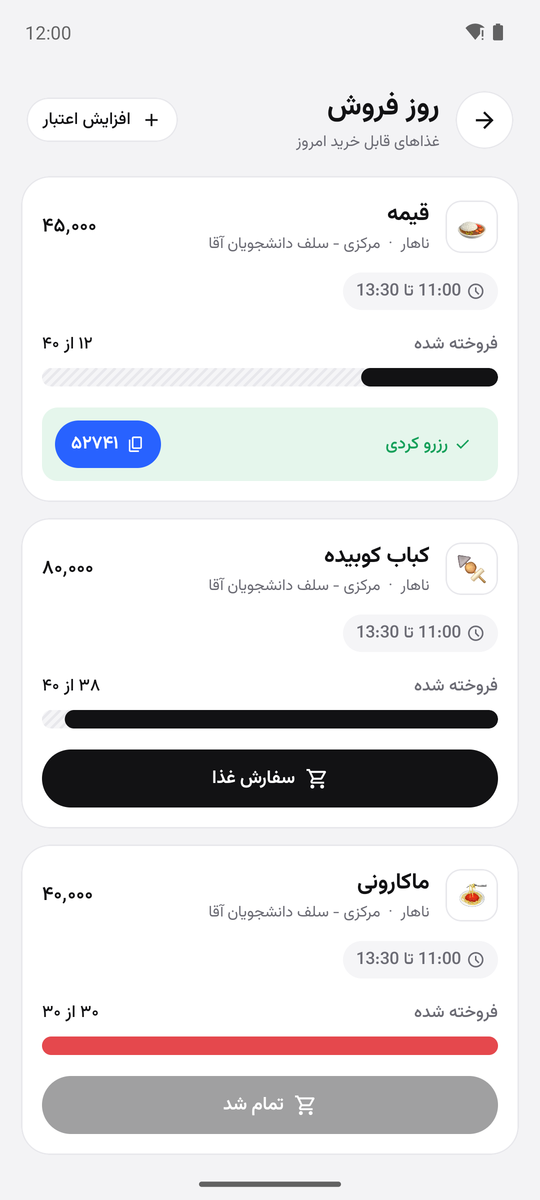 12:00
روز فروش
غذاهای قابل خرید امروز
افزایش اعتبار
قیمه
ناهار · مرکزی - سلف دانشجویان آقا
۴۵,۰۰۰
11:00 تا 13:30
فروخته شده
۱۲ از ۴۰
رزرو کردی
۵۲۷۴۱
کباب کوبیده
ناهار · مرکزی - سلف دانشجویان آقا
۸۰,۰۰۰
11:00 تا 13:30
فروخته شده
۳۸ از ۴۰
سفارش غذا
ماکارونی
ناهار · مرکزی - سلف دانشجویان آقا
۴۰,۰۰۰
11:00 تا 13:30
فروخته شده
۳۰ از ۳۰
تمام شد